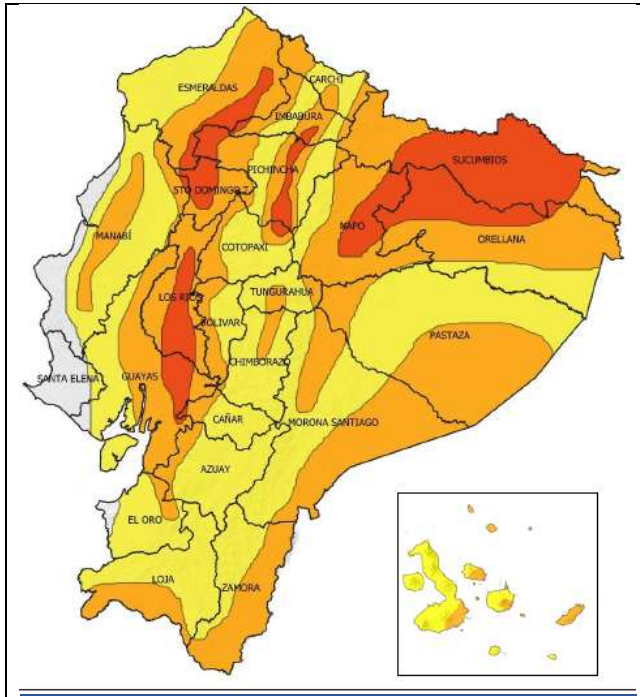 ESMERALDAS
CARCHI
IMBABURA
SUCUMBIOS
PICHINCHA
STO DOMINGO T.
NAPO
MANABÍ
ORELLANA
COTOPAXI
TUNGURAHUA
LOS RIOS
BOLIVAR
PASTAZA
CHIMBORAZO
SANTA ELENA
GUAYAS
CAÑAR
MORONA SANTIAGO
AZUAY
EL ORO
LOJA
ZAMORA